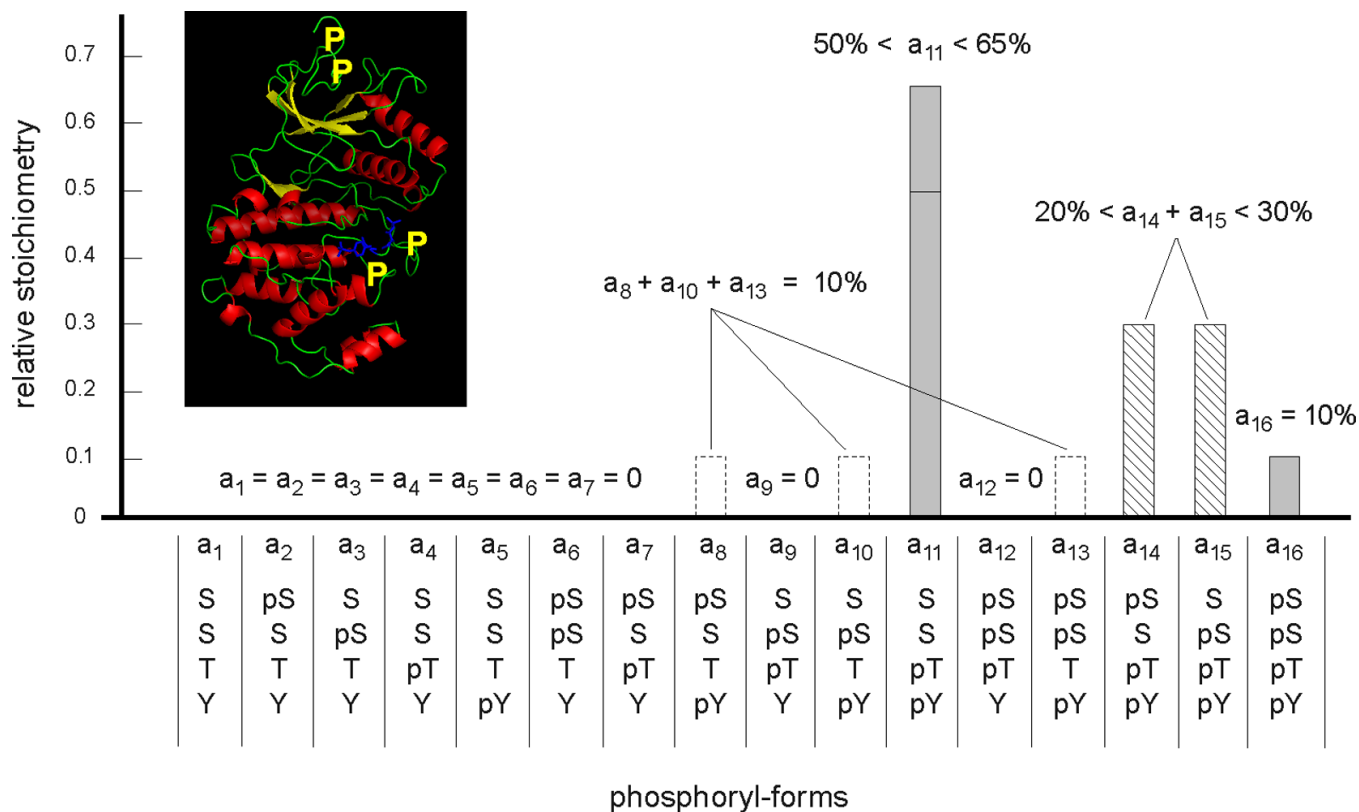 relative stoichiometry
0.7
0.6
0.5
0.4
0.3
0.2
0.1
0
P
P
P
P
50% < a11 < 65%
20% < a14 + a15 < 30%
a8 + a10 + a13 = 10%
a16 = 10%
a1 = a2 = a3 = a4 = a5 = a6 = a7 = 0
a9 = 0
a12 = 0
a1 a2 a3 a4 a5 a6 a7 a8 a9 a10 a11 a12 a13 a14 a15 a16
S pS S S S pS pS pS S S S pS pS pS S pS
S S pS S S pS S S pS pS S pS pS S pS pS
T T T pT T T pT T pT T pT pT T pT pT pT
Y Y Y Y pY Y Y pY Y pY pY Y pY pY pY pY
phosphoryl-forms